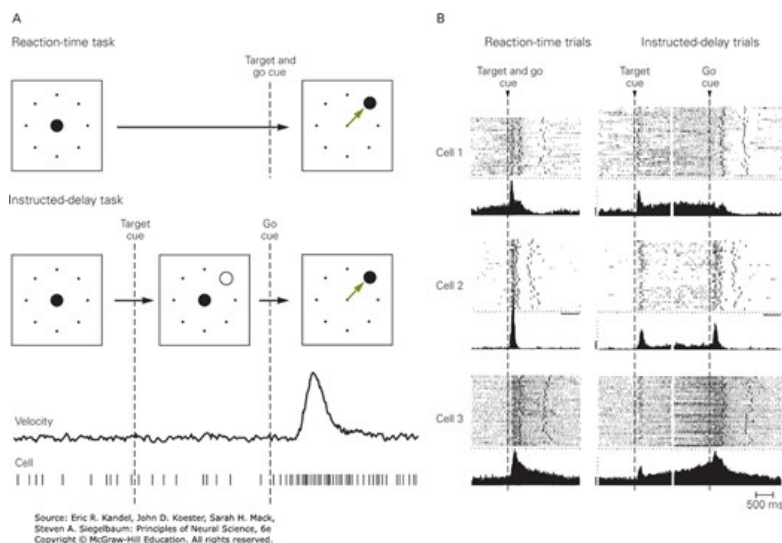 A
Reaction-time task
Target and
go cue
Instructed-delay task
Target
cue
Go
cue
Velocity
Cell
Source: Eric R. Kandel, John D. Koester, Sarah H. Mack,
Steven A. Siegelbaum: Principles of Neural Science, 6e
Copyright © McGraw-Hill Education. All rights reserved.
B
Reaction-time trials
Instructed-delay trials
Target and go
cue
Target
cue
Go
cue
Cell 1
Cell 2
Cell 3
500 ms